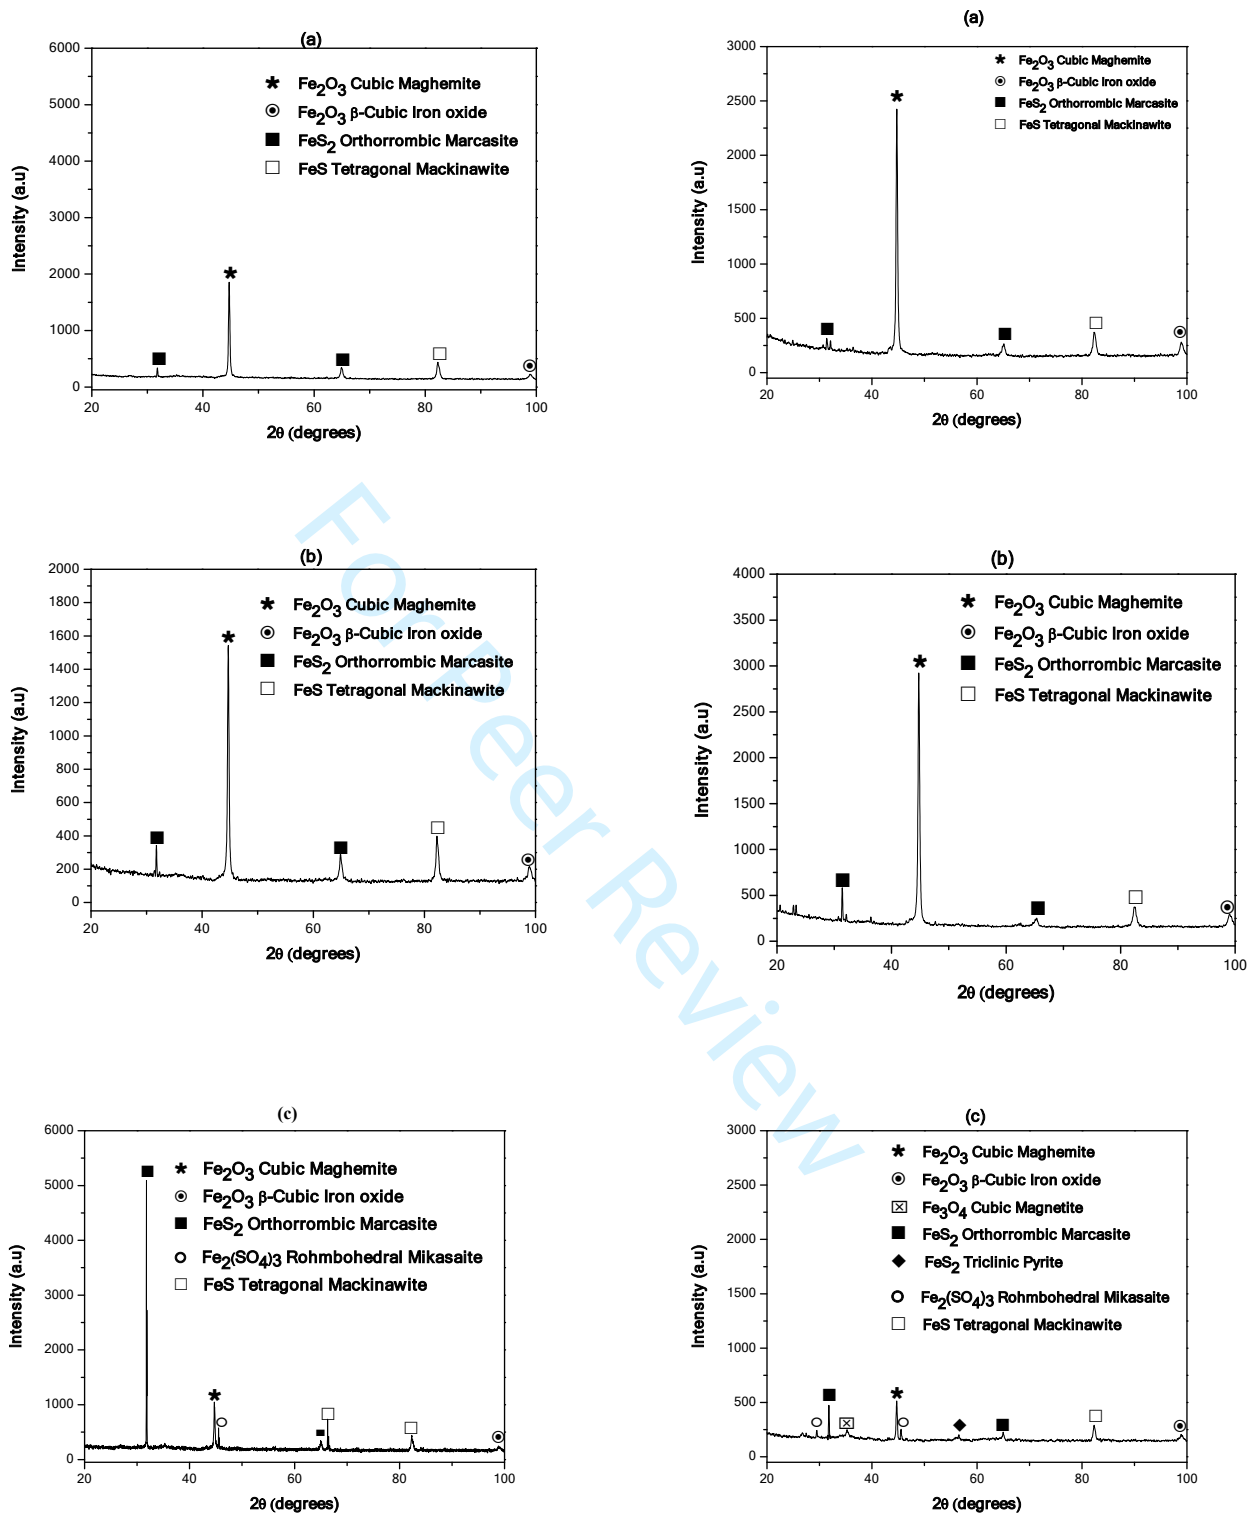 (a)
6000
5000
4000
3000
2000
1000
0
Fe2O3 Cubic Maghemite
Fe2O3 β-Cubic Iron oxide
FeS2 Orthorrombic Marcasite
FeS Tetragonal Mackinawite
Intensity (a.u)
20 40 60 80 100
2θ (degrees)
(a)
3000
2500
2000
1500
1000
500
0
Fe2O3 Cubic Maghemite
Fe2O3 β-Cubic Iron oxide
FeS2 Orthorrombic Marcasite
FeS Tetragonal Mackinawite
Intensity (a.u)
20 40 60 80 100
2θ (degrees)
(b)
2000
1800
1600
1400
1200
1000
800
600
400
200
0
Fe2O3 Cubic Maghemite
Fe2O3 β-Cubic Iron oxide
FeS2 Orthorrombic Marcasite
FeS Tetragonal Mackinawite
Intensity (a.u)
20 40 60 80 100
2θ (degrees)
(b)
4000
3500
3000
2500
2000
1500
1000
500
0
Fe2O3 Cubic Maghemite
Fe2O3 β-Cubic Iron oxide
FeS2 Orthorrombic Marcasite
FeS Tetragonal Mackinawite
Intensity (a.u)
20 40 60 80 100
2θ (degrees)
For Peer Review
(c)
6000
5000
4000
3000
2000
1000
0
Fe2O3 Cubic Maghemite
Fe2O3 β-Cubic Iron oxide
FeS2 Orthorrombic Marcasite
Fe2(SO4)3 Rohmbohedral Mikasaite
FeS Tetragonal Mackinawite
Intensity (a.u)
20 40 60 80 100
2θ (degrees)
(c)
3000
2500
2000
1500
1000
500
0
Fe2O3 Cubic Maghemite
Fe2O3 β-Cubic Iron oxide
Fe3O4 Cubic Magnetite
FeS2 Orthorrombic Marcasite
FeS2 Triclinic Pyrite
Fe2(SO4)3 Rohmbohedral Mikasaite
FeS Tetragonal Mackinawite
Intensity (a.u)
20 40 60 80 100
2θ (degrees)